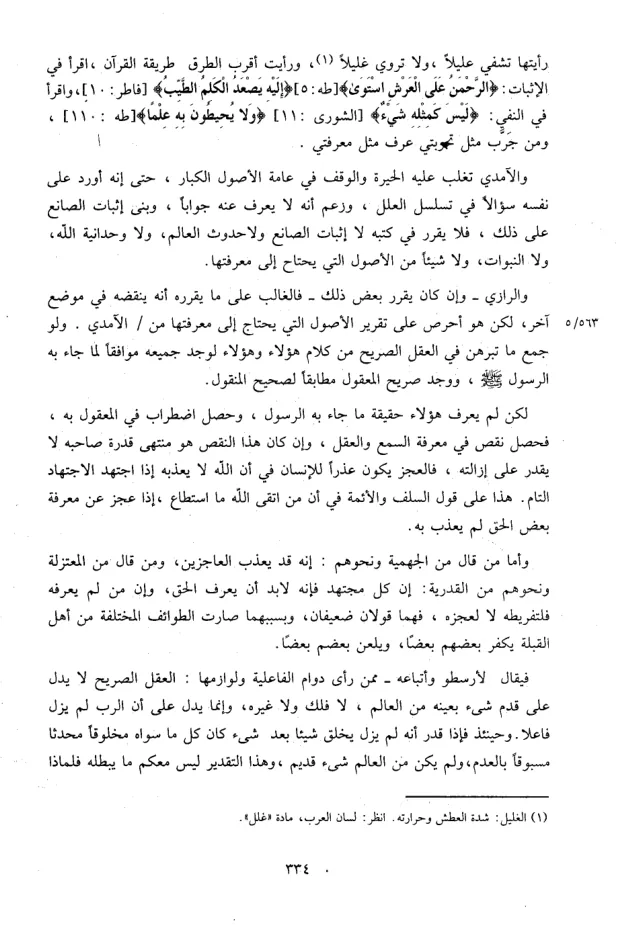 رأيتها تشفي عليلاً ، ولا تروي غليلاً (١)، ورأيت أقرب الطرق طريقة القرآن ، اقرأ في
الإثبات: ﴿الرَّحْمَنُ عَلَى الْعَرْشِ اسْتَوَىٰ﴾[طه:٥]﴿إِلَيْهِ يَصْعَدُ الْكَلِمُ الطَّيِّبُ﴾ [فاطر: ١٠]، واقرأ
في النفي: ﴿لَيْسَ كَمِثْلِهِ شَيْءٌ﴾ [الشورى :١١] ﴿وَلا يُحِيطُونَ بِهِ عِلْمًا﴾[طه : ١١٠] ،
ومن جَرَّب مثل تجربتي عرف مثل معرفتي .
والآمدي تغلب عليه الحيرة والوقف في عامة الأصول الكبار ، حتى إنه أورد على
نفسه سؤالاً في تسلسل العلل ، وزعم أنه لا يعرف عنه جواباً ، وبنى إثبات الصانع
على ذلك ، فلا يقرر في كتبه لا إثبات الصانع ولاحدوث العالم، ولا وحدانية الله،
ولا النبوات، ولا شيئاً من الأصول التي يحتاج إلى معرفتها.
والرازي ـ وإن كان يقرر بعض ذلك ـ فالغالب على ما يقرره أنه ينقضه في موضع
آخر، لكن هو أحرص على تقرير الأصول التي يحتاج إلى معرفتها من / الآمدي . ولو ٥/٥٦٣
جمع ما تبرهن في العقل الصريح من كلام هؤلاء وهؤلاء لوجد جميعه موافقاً لما جاء به
الرسول ﷺ ، ووجد صريح المعقول مطابقاً لصحيح المنقول.
لكن لم يعرف هؤلاء حقيقة ما جاء به الرسول ، وحصل اضطراب في المعقول به ،
فحصل نقص في معرفة السمع والعقل ، وإن كان هذا النقص هو منتهى قدرة صاحبه لا
يقدر على إزالته ، فالعجز يكون عذراً للإنسان في أن الله لا يعذبه إذا اجتهد الاجتهاد
التام. هذا على قول السلف والأئمة في أن من اتقى الله ما استطاع ،إذا عجز عن معرفة
بعض الحق لم يعذب به.
وأما من قال من الجهمية ونحوهم : إنه قد يعذب العاجزين، ومن قال من المعتزلة
ونحوهم من القدرية: إن كل مجتهد فإنه لابد أن يعرف الحق، وإن من لم يعرفه
فلتفريطه لا لعجزه ، فهما قولان ضعيفان، وبسببهما صارت الطوائف المختلفة من أهل
القبلة يكفر بعضهم بعضًا، ويلعن بعضهم بعضًا.
فيقال لأرسطو وأتباعه ـ ممن رأى دوام الفاعلية ولوازمها : العقل الصريح لا يدل
على قدم شىء بعينه من العالم ، لا فلك ولا غيره، وإنما يدل على أن الرب لم يزل
فاعلا. وحينئذ فإذا قدر أنه لم يزل يخلق شيئا بعد شىء كان كل ما سواه مخلوقاً محدثا
مسبوقاً بالعدم،ولم يكن من العالم شىء قديم ،وهذا التقدير ليس معكم ما يبطله فلماذا
(١) الغليل: شدة العطش وحرارته. انظر: لسان العرب، مادة «غلل».
٣٣٤